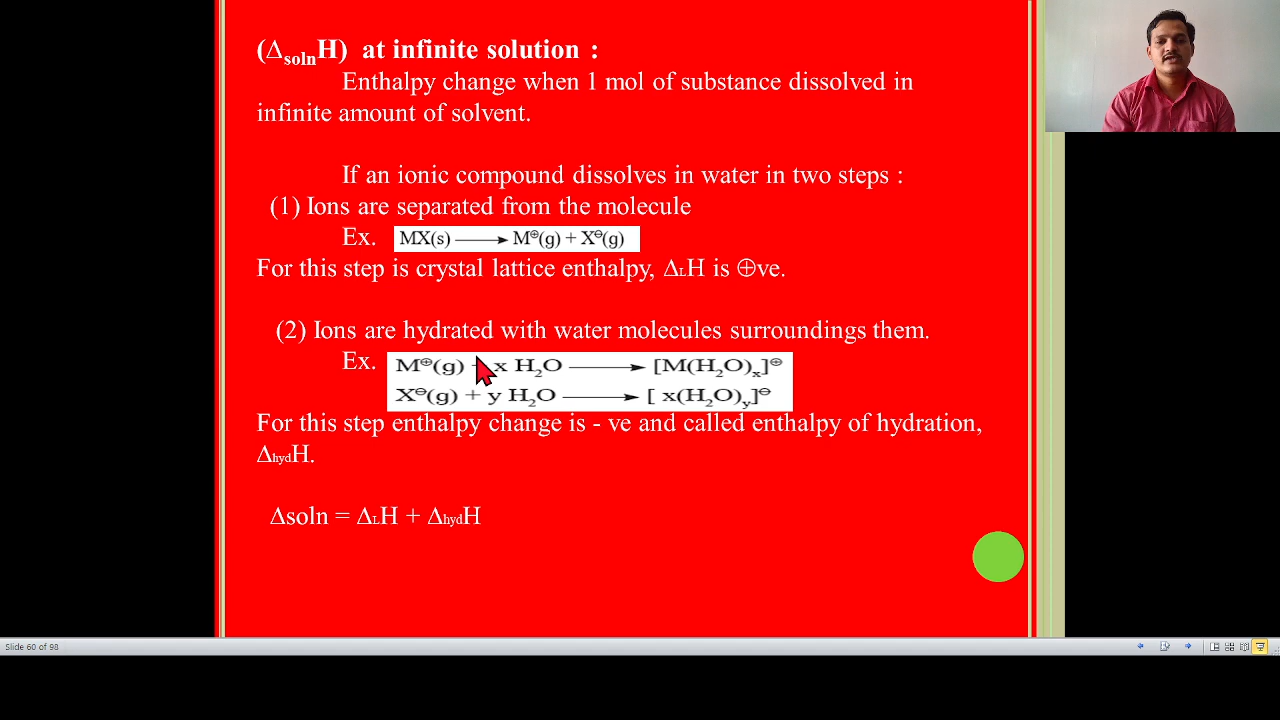 (ΔsolnH) at infinite solution :
Enthalpy change when 1 mol of substance dissolved in
infinite amount of solvent.
If an ionic compound dissolves in water in two steps :
(1) Ions are separated from the molecule
Ex. MX(s) ⟶ M⊕(g) + X⊖(g)
For this step is crystal lattice enthalpy, ΔLH is ⊕ve.
(2) Ions are hydrated with water molecules surroundings them.
Ex. M⊕(g) + x H₂O ⟶ [M(H₂O)ₓ]⊕
X⊖(g) + y H₂O ⟶ [ x(H₂O)y]⊖
For this step enthalpy change is - ve and called enthalpy of hydration,
ΔhydH.
Δsoln = ΔLH + ΔhydH
Slide 60 of 98